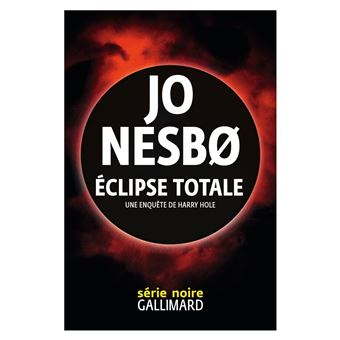 JO
NESBØ
ÉCLIPSE TOTALE
UNE ENQUÊTE DE HARRY HOLE
série noire
GALLIMARD